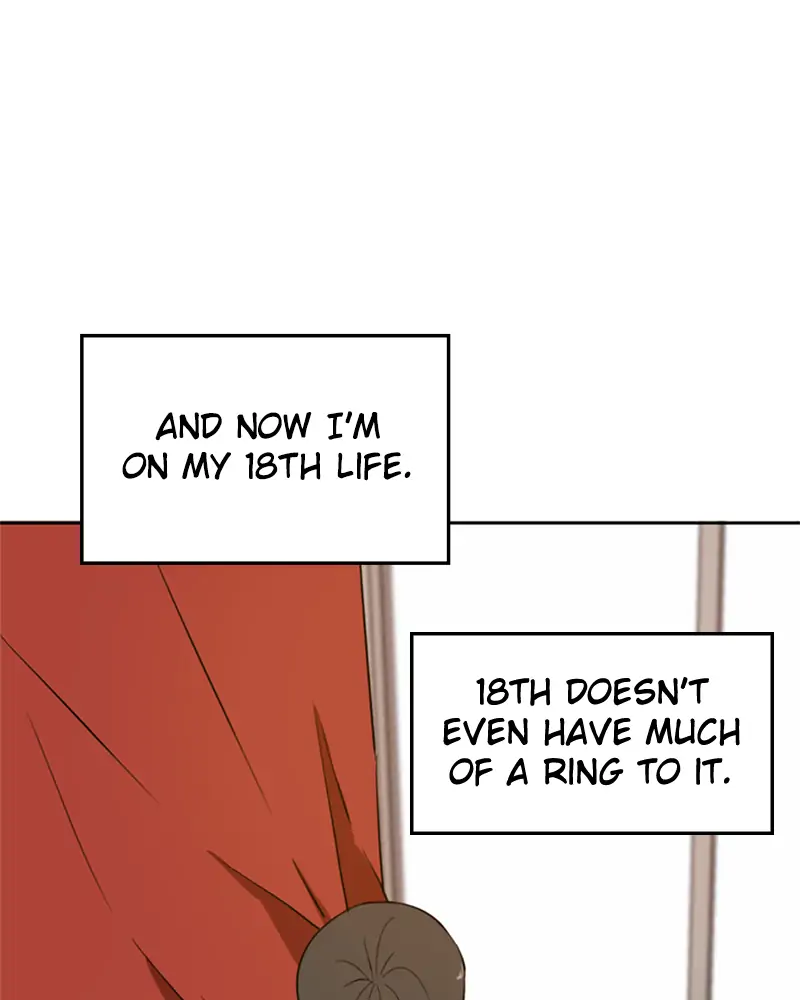 AND NOW I'M
ON MY 18TH LIFE.
18TH DOESN'T
EVEN HAVE MUCH
OF A RING TO IT.